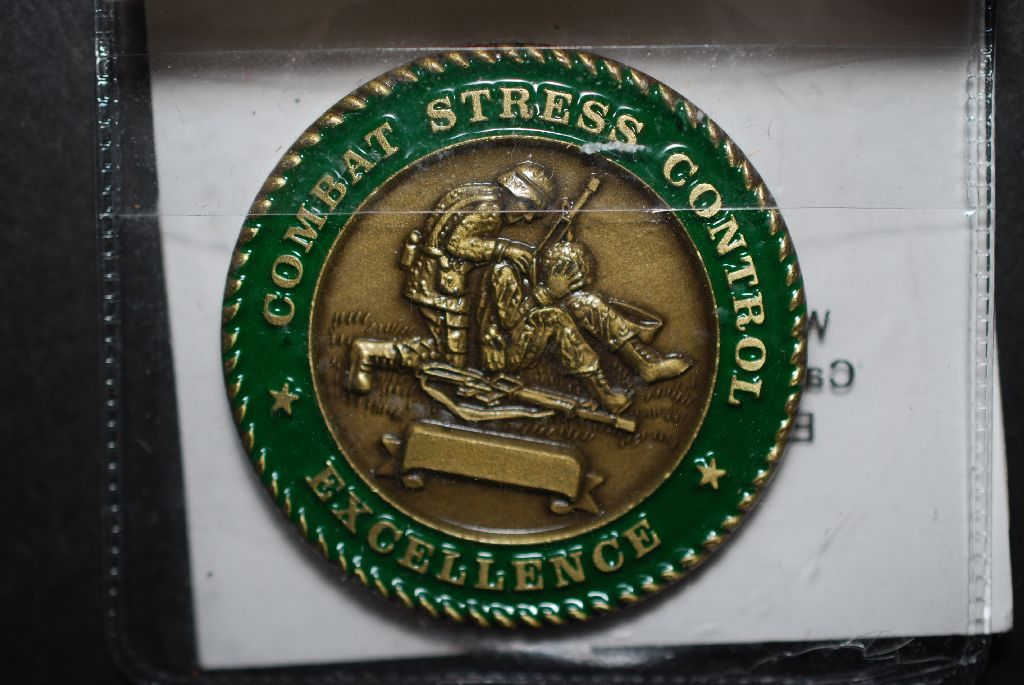 COMBAT STRESS CONTROL
EXCELLENCE